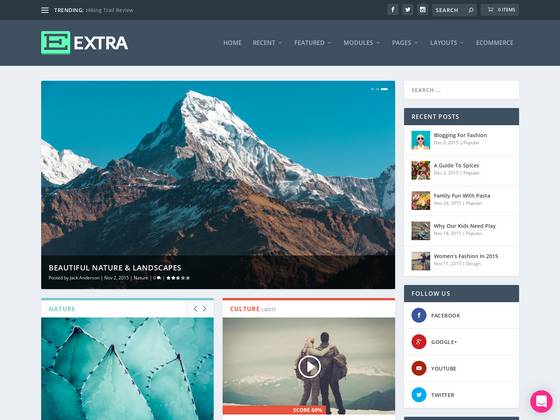 TRENDING: Hiking Trail Review
SEARCH
0 ITEMS
E EXTRA
HOME RECENT FEATURED MODULES PAGES LAYOUTS ECOMMERCE
SEARCH ...
RECENT POSTS
Blogging For Fashion
Dec 2, 2015 | Popular
A Guide To Spices
Dec 2, 2015 | Popular
Family Fun With Pasta
Nov 24, 2015 | Popular
Why Our Kids Need Play
Nov 18, 2015 | Popular
Women's Fashion In 2015
Nov 11, 2015 | Design
BEAUTIFUL NATURE & LANDSCAPES
Posted by Jack Anderson | Nov 2, 2015 | Nature | 0 |
NATURE
CULTURE Latest
SCORE 60%
FOLLOW US
FACEBOOK
GOOGLE+
YOUTUBE
TWITTER